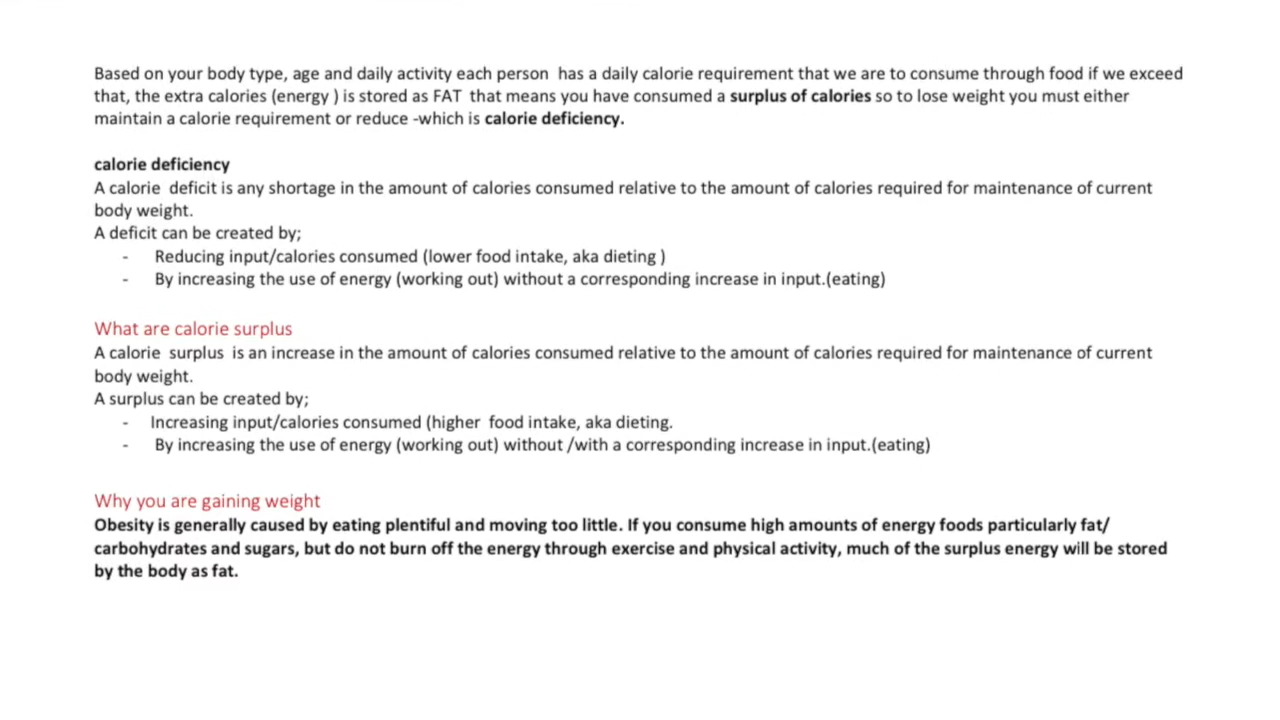 Based on your body type, age and daily activity each person  has a daily calorie requirement that we are to consume through food if we exceed
that, the extra calories (energy ) is stored as FAT  that means you have consumed a surplus of calories so to lose weight you must either
maintain a calorie requirement or reduce -which is calorie deficiency.
calorie deficiency
A calorie  deficit is any shortage in the amount of calories consumed relative to the amount of calories required for maintenance of current
body weight.
A deficit can be created by;
- Reducing input/calories consumed (lower food intake, aka dieting )
- By increasing the use of energy (working out) without a corresponding increase in input.(eating)
What are calorie surplus
A calorie  surplus  is an increase in the amount of calories consumed relative to the amount of calories required for maintenance of current
body weight.
A surplus can be created by;
- Increasing input/calories consumed (higher  food intake, aka dieting.
- By increasing the use of energy (working out) without /with a corresponding increase in input.(eating)
Why you are gaining weight
Obesity is generally caused by eating plentiful and moving too little. If you consume high amounts of energy foods particularly fat/
carbohydrates and sugars, but do not burn off the energy through exercise and physical activity, much of the surplus energy will be stored
by the body as fat.